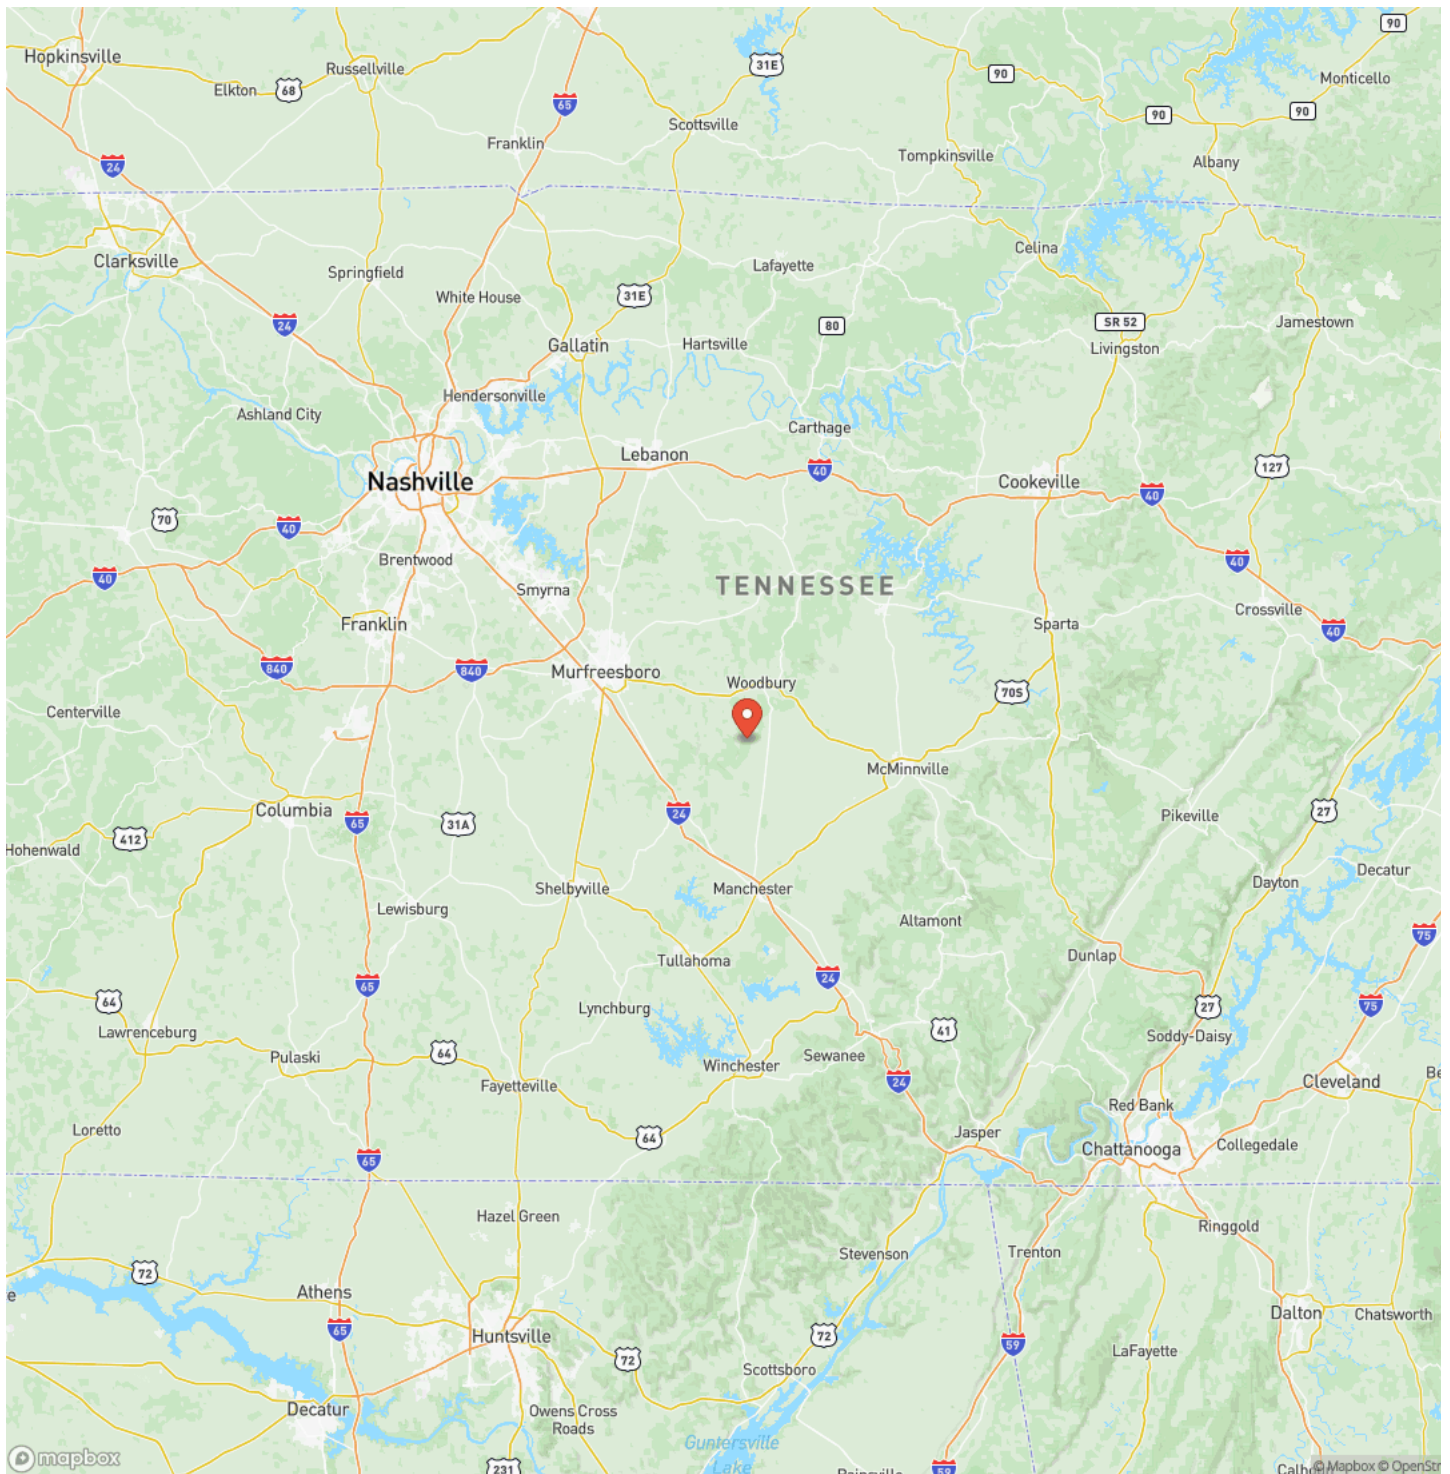 90
Hopkinsville
31E
Russellville
90
Monticello
Elkton
68
65
90
90
Scottsville
Franklin
Tompkinsville
Albany
24
Celina
Clarksville
Lafayette
Springfield
White House
31E
24
80
SR 52
Jamestown
Gallatin
Hartsville
Livingston
Hendersonville
Ashland City
Carthage
Lebanon
40
127
Nashville
Cookeville
40
70
40
Brentwood
40
40
Smyrna
TENNESSEE
Crossville
Franklin
Sparta
40
840
840
Murfreesboro
Woodbury
70S
Centerville
McMinnville
Columbia
24
27
Pikeville
65
31A
412
Hohenwald
Shelbyville
Manchester
Decatur
Dayton
Lewisburg
Altamont
75
Dunlap
Tullahoma
24
65
64
Lynchburg
27
75
Lawrenceburg
41
Soddy-Daisy
64
Pulaski
Sewanee
Winchester
Be
24
Cleveland
Fayetteville
Red Bank
Loretto
64
Jasper
Collegedale
Chattanooga
65
Hazel Green
Ringgold
Stevenson
Trenton
72
Athens
e
Dalton
Chatsworth
65
Huntsville
72
59
LaFayette
72
Scottsboro
Decatur
Owens Cross
Roads
Guntersville
Lake
mapbox
231
59
© Mapbox © OpenStr